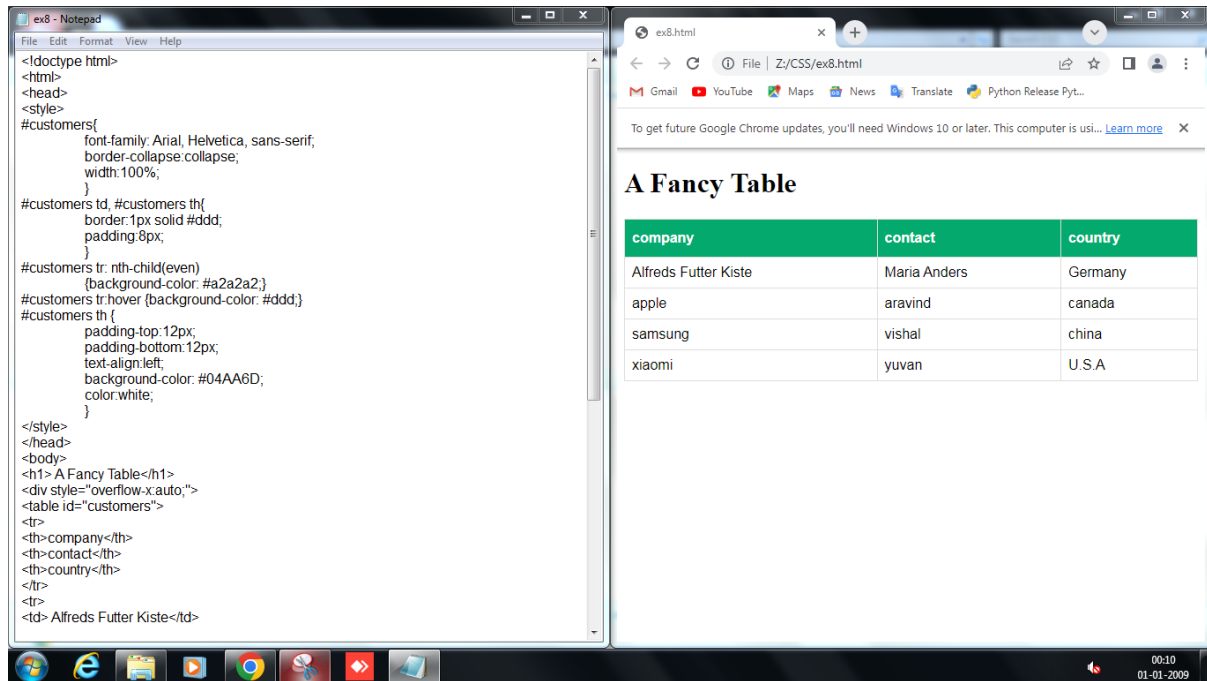 ex8 - Notepad
File Edit Format View Help
<!doctype html>
<html>
<head>
<style>
#customers{
font-family: Arial, Helvetica, sans-serif;
border-collapse:collapse;
width:100%;
}
#customers td, #customers th{
border:1px solid #ddd;
padding:8px;
}
#customers tr: nth-child(even)
{background-color: #a2a2a2;}
#customers tr:hover {background-color: #ddd;}
#customers th {
padding-top:12px;
padding-bottom:12px;
text-align:left;
background-color: #04AA6D;
color:white;
}
</style>
</head>
<body>
<h1> A Fancy Table</h1>
<div style="overflow-x:auto;">
<table id="customers">
<tr>
<th>company</th>
<th>contact</th>
<th>country</th>
</tr>
<tr>
<td> Alfreds Futter Kiste</td>
ex8.html
File | Z:/CSS/ex8.html
Gmail YouTube Maps News Translate Python Release Pyt...
To get future Google Chrome updates, you'll need Windows 10 or later. This computer is usi... Learn more
A Fancy Table
company contact country
Alfreds Futter Kiste Maria Anders Germany
apple aravind canada
samsung vishal china
xiaomi yuvan U.S.A
00:10
01-01-2009